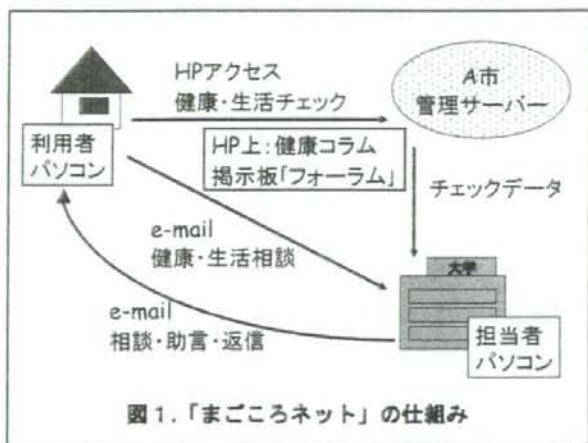 HPアクセス
健康・生活チェック
A市
管理サーバー
利用者
パソコン
HP上:健康コラム
掲示板「フォーラム」
チェックデータ
e-mail
健康・生活相談
大学
e-mail
相談・助言・返信
担当者
パソコン
図1.「まごころネット」の仕組み